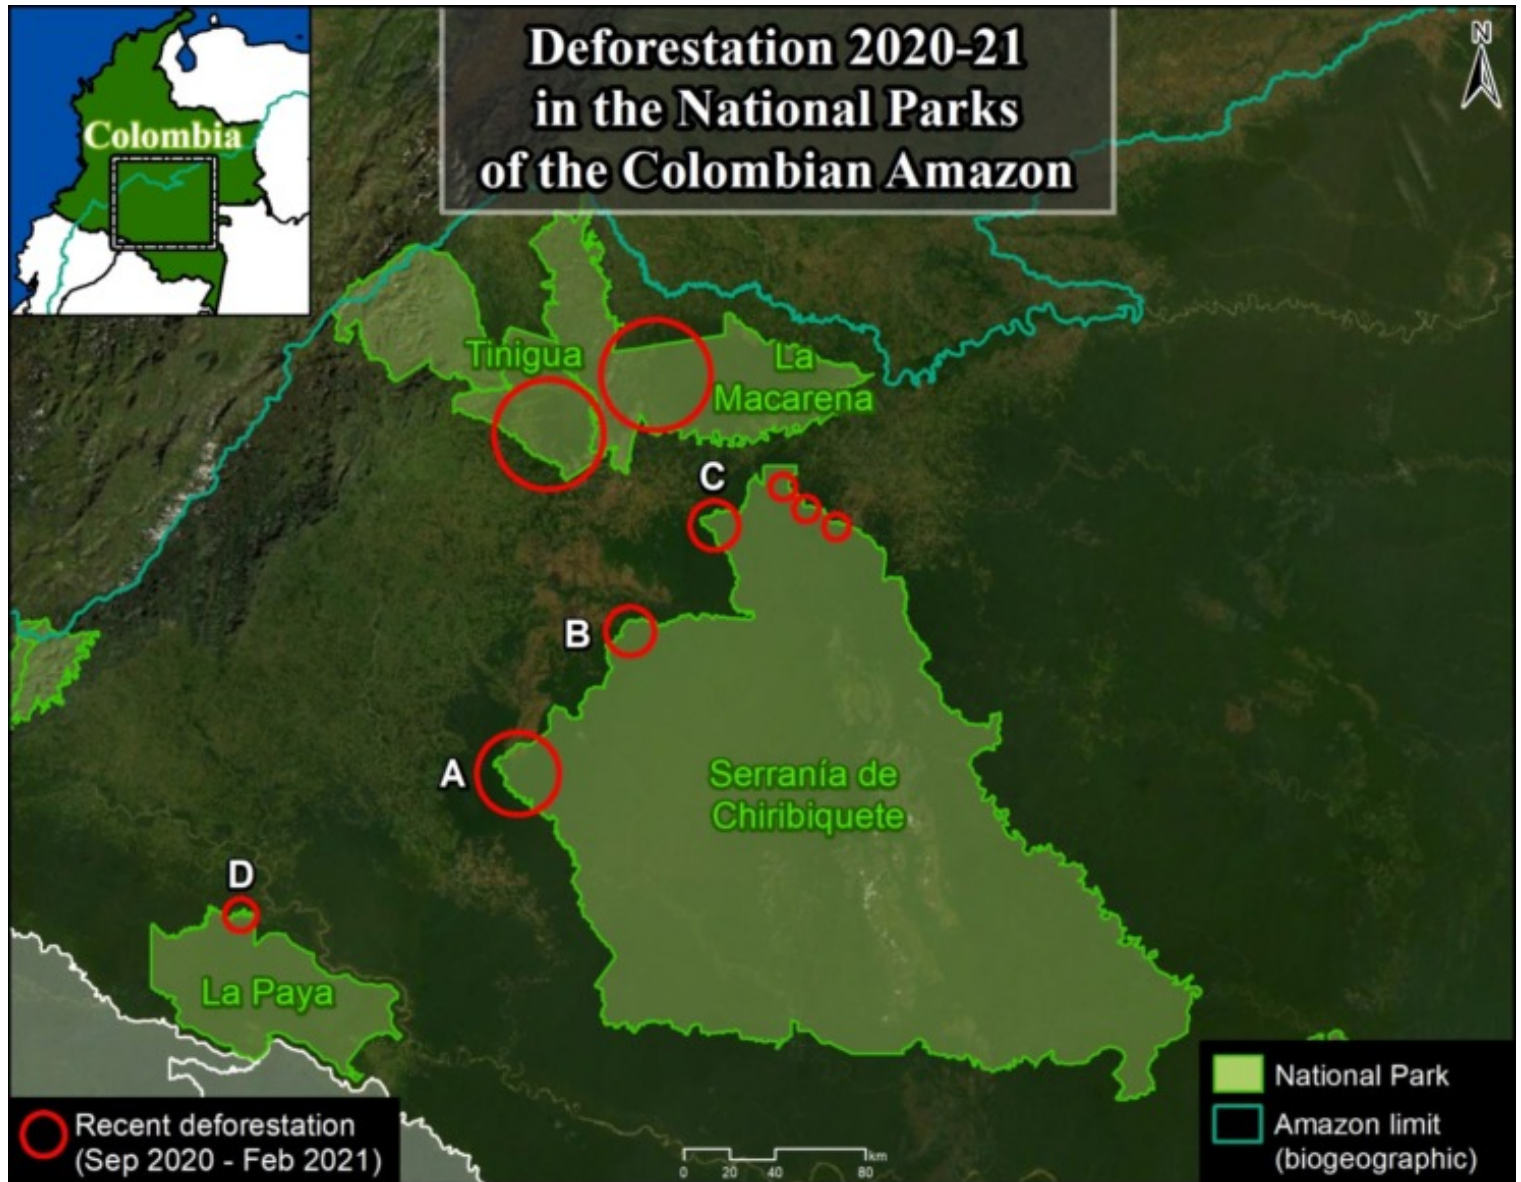 Deforestation 2020-21
in the National Parks
of the Colombian Amazon
N
Colombia
Tinigua
La
Macarena
C
B
A
Serranía de
Chiribiquete
D
La Paya
National Park
Amazon limit
(biogeographic)
Recent deforestation
(Sep 2020 - Feb 2021)
km
0 20 40 80